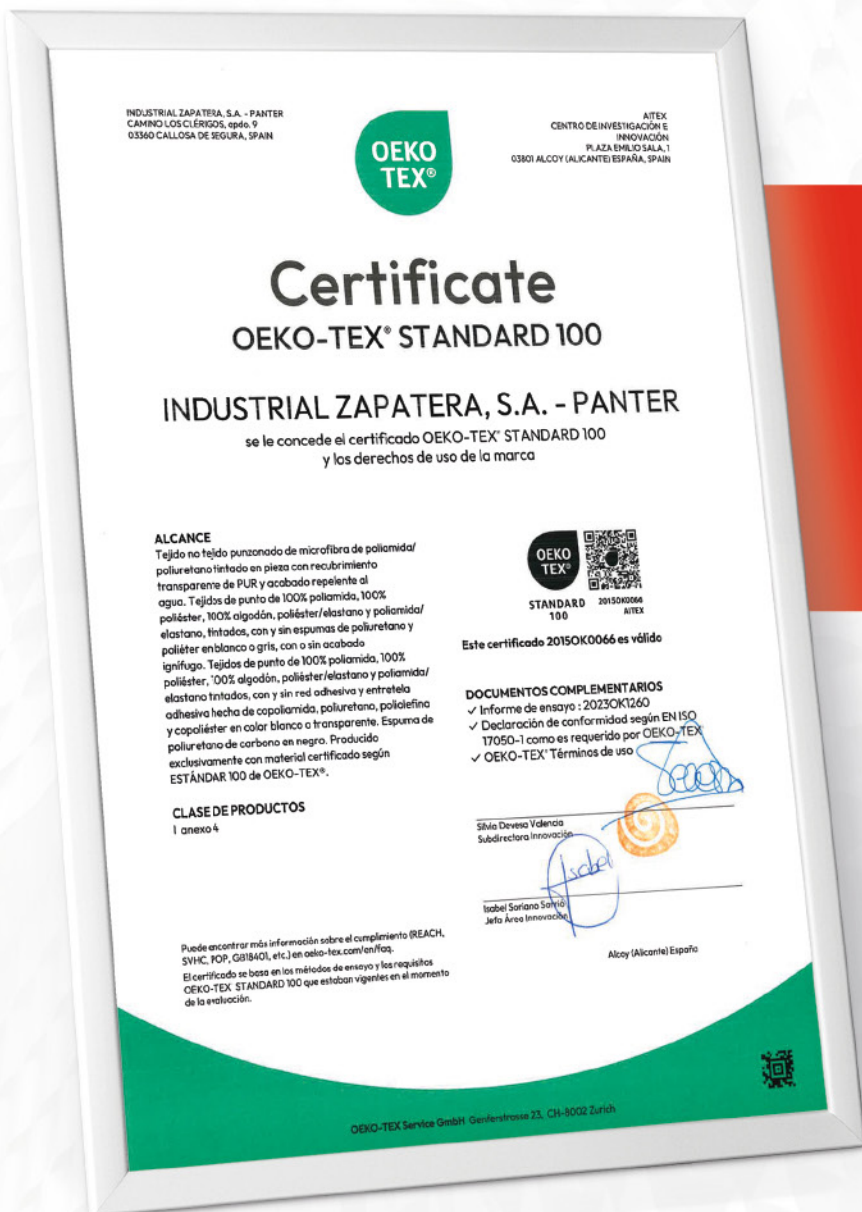 INDUSTRIAL ZAPATERA, S.A. - PANTER
CAMINO LOS CLÉRIGOS, apdo. 9
03360 CALLOSA DE SEGURA, SPAIN
OEKO
TEX®
AITEX
CENTRO DE INVESTIGACIÓN E
INNOVACIÓN
PLAZA EMILIO SALA, 1
03801 ALCOY (ALICANTE) ESPAÑA, SPAIN
Certificate
OEKO-TEX® STANDARD 100
INDUSTRIAL ZAPATERA, S.A. - PANTER
se le concede el certificado OEKO-TEX® STANDARD 100
y los derechos de uso de la marca
ALCANCE
Tejido no tejido punzonado de microfibra de poliamida/
poliuretano tintado en pieza con recubrimiento
transparente de PUR y acabado repelente al
agua. Tejidos de punto de 100% poliamida, 100%
poliéster, 100% algodón, poliéster/elastano y poliamida/
elastano, tintados, con y sin espumas de poliuretano y
poliéter en blanco o gris, con o sin acabado
ignífugo. Tejidos de punto de 100% poliamida, 100%
poliéster, 100% algodón, poliéster/elastano y poliamida/
elastano tintados, con y sin red adhesiva y entretela
adhesiva hecha de copoliamida, poliuretano, poliolefina
y copoliéster en color blanco o transparente. Espuma de
poliuretano de carbono en negro. Producido
exclusivamente con material certificado según
ESTÁNDAR 100 de OEKO-TEX®.
CLASE DE PRODUCTOS
I anexo 4
OEKO
TEX®
STANDARD
100
2015OK0066
AITEX
Este certificado 2015OK0066 es válido
DOCUMENTOS COMPLEMENTARIOS
✓ Informe de ensayo : 2023OK1260
✓ Declaración de conformidad según EN ISO
17050-1 como es requerido por OEKO-TEX
✓ OEKO-TEX® Términos de uso
Silvia Devesa Valencia
Subdirectora Innovación
Isabel
Isabel Soriano Sarrió
Jefa Área Innovación
Alcoy (Alicante) España
Puede encontrar más información sobre el cumplimiento (REACH,
SVHC, POP, GB18401, etc.) en oeko-tex.com/en/faq.
El certificado se basa en los métodos de ensayo y los requisitos
OEKO-TEX® STANDARD 100 que estaban vigentes en el momento
de la evaluación.
OEKO-TEX Service GmbH Genferstrasse 23, CH-8002 Zurich